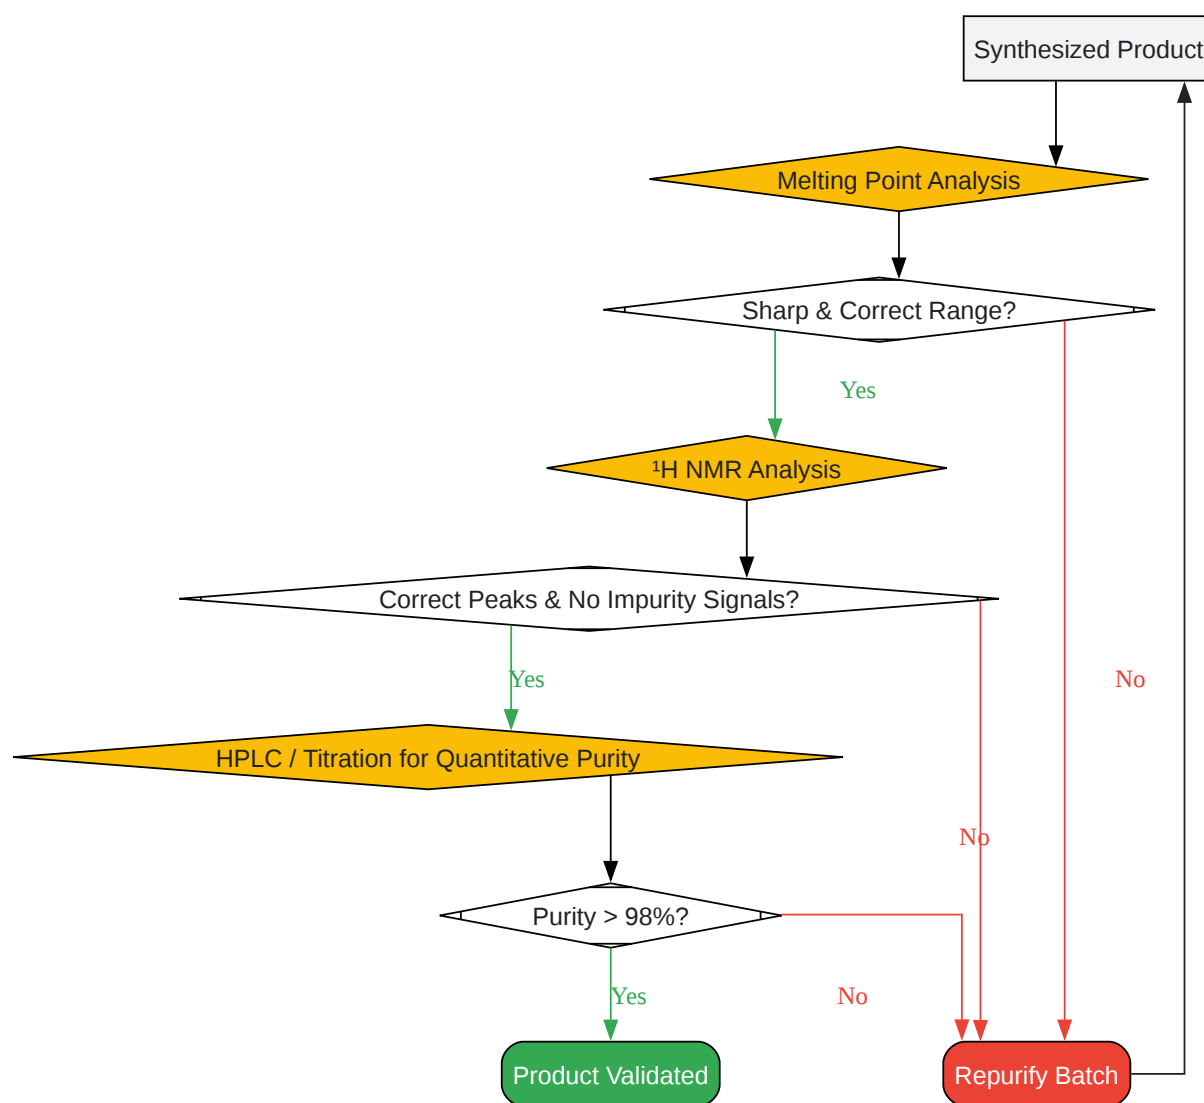 Synthesized Product
Melting Point Analysis
Sharp & Correct Range?
Yes
¹H NMR Analysis
Correct Peaks & No Impurity Signals?
Yes
No
HPLC / Titration for Quantitative Purity
No
Purity > 98%?
Yes
No
Product Validated
Repurify Batch